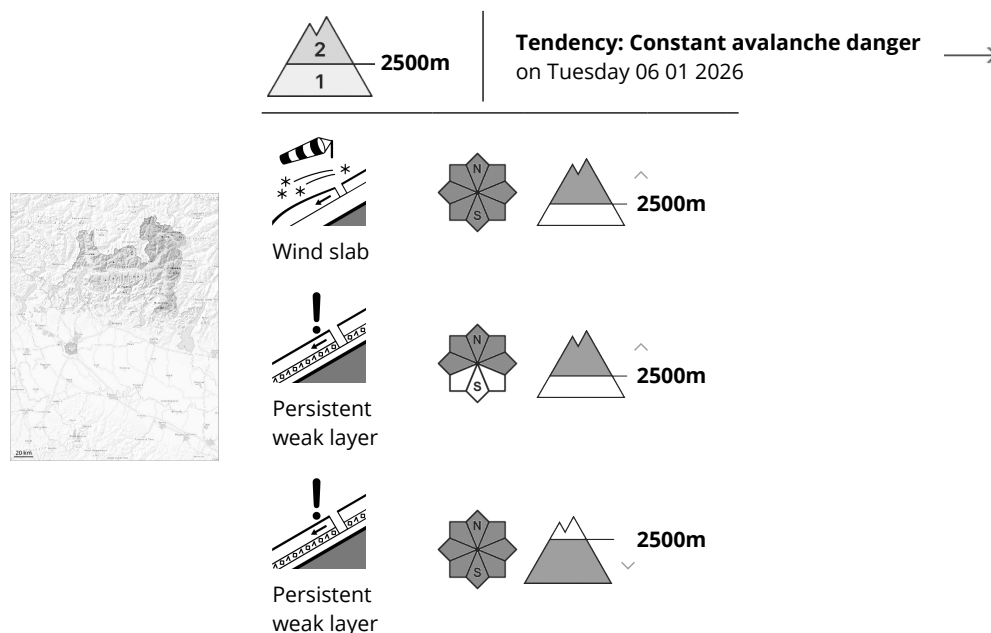 2
1
2500m
Tendency: Constant avalanche danger
on Tuesday 06 01 2026
N
S
2500m
Wind slab
N
S
2500m
Persistent
weak layer
N
S
2500m
Persistent
weak layer
20 km